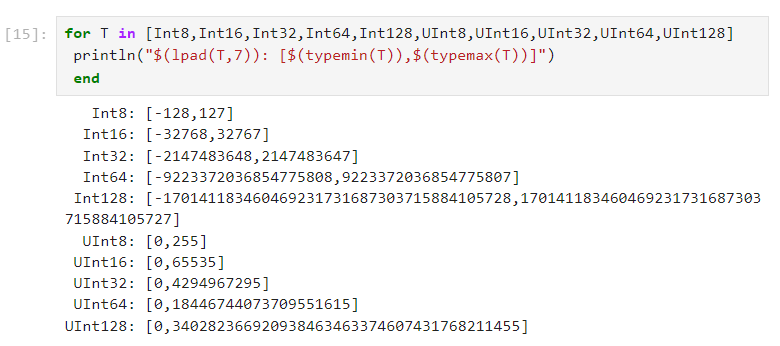 [15]: for T in [Int8,Int16,Int32,Int64,Int128,UInt8,UInt16,UInt32,UInt64,UInt128]
 println("$(lpad(T,7)): [$(typemin(T)),$(typemax(T))]")
 end
   Int8: [-128,127]
  Int16: [-32768,32767]
  Int32: [-2147483648,2147483647]
  Int64: [-9223372036854775808,9223372036854775807]
 Int128: [-170141183460469231731687303715884105728,170141183460469231731687303
715884105727]
  UInt8: [0,255]
 UInt16: [0,65535]
 UInt32: [0,4294967295]
 UInt64: [0,18446744073709551615]
UInt128: [0,340282366920938463463374607431768211455]